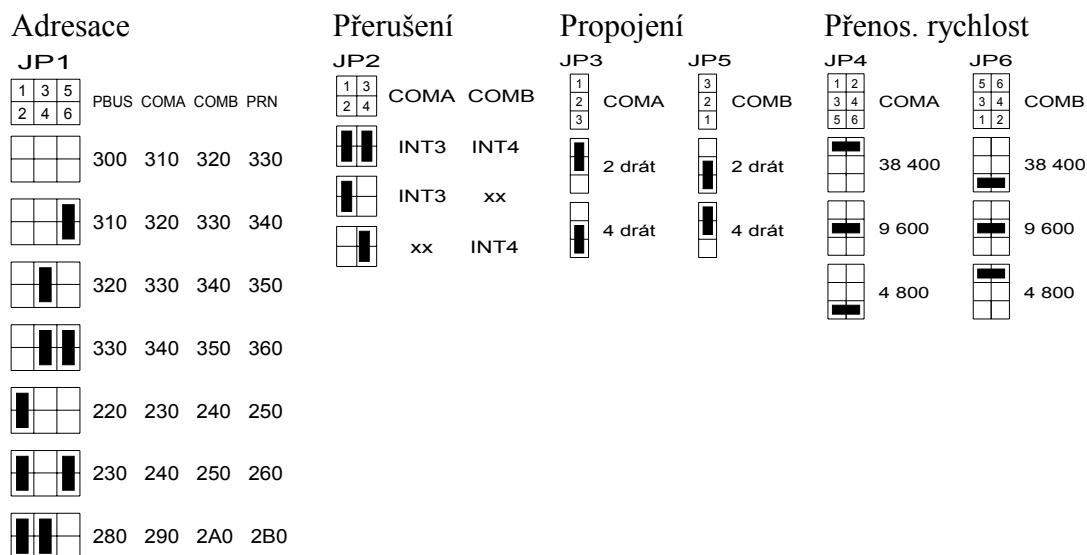 Adresace
JP1
1 3 5
2 4 6
PBUS COMA COMB PRN
300 310 320 330
310 320 330 340
320 330 340 350
330 340 350 360
220 230 240 250
230 240 250 260
280 290 2A0 2B0
Přerušení
JP2
1 3
2 4
COMA COMB
INT3 INT4
INT3 xx
xx INT4
Propojení
JP3
1
2
3
COMA
2 drát
4 drát
JP5
3
2
1
COMB
2 drát
4 drát
Přenos. rychlost
JP4
1 2
3 4
5 6
COMA
38 400
9 600
4 800
JP6
5 6
3 4
1 2
COMB
38 400
9 600
4 800